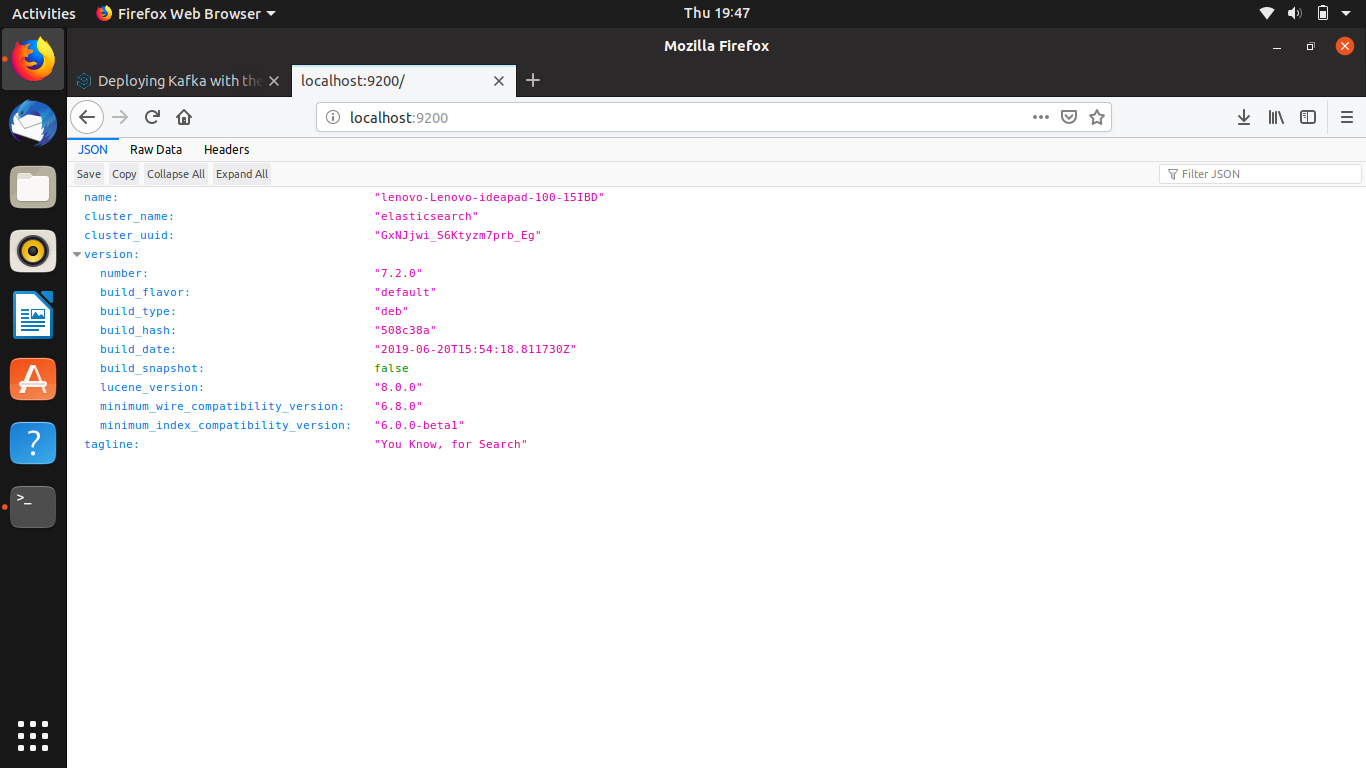 Activities Firefox Web Browser Thu 19:47
Mozilla Firefox
Deploying Kafka with the localhost:9200/
localhost:9200
JSON Raw Data Headers
Save Copy Collapse All Expand All Filter JSON
name: "lenovo-Lenovo-ideapad-100-15IBD"
cluster_name: "elasticsearch"
cluster_uuid: "GxNJjwi_S6Ktyzm7prb_Eg"
version:
number: "7.2.0"
build_flavor: "default"
build_type: "deb"
build_hash: "508c38a"
build_date: "2019-06-20T15:54:18.811730Z"
build_snapshot: false
lucene_version: "8.0.0"
minimum_wire_compatibility_version: "6.8.0"
minimum_index_compatibility_version: "6.0.0-beta1"
tagline: "You Know, for Search"